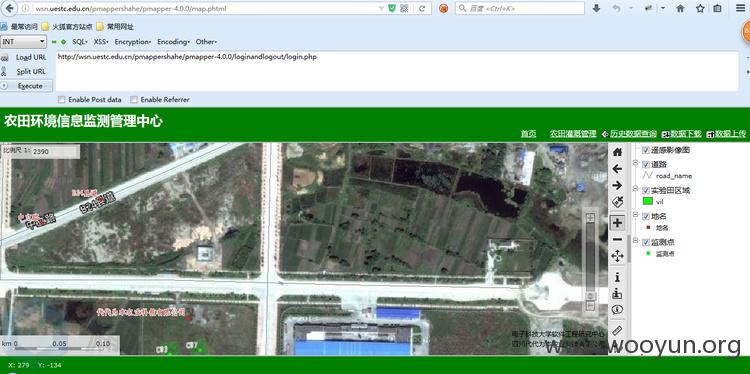 wsn.uestc.edu.cn/pmappershahe/map.phtml
百度 <Ctrl+K>
最常访问 火狐官方站点 常用网址
INT SQL- XSS- Encryption- Encoding- Other-
Load URL http://wsn.uestc.edu.cn/pmappershahe/pmapper-4.0.0/loginandlogout/login.php
Split URL
Execute
Enable Post data Enable Referrer
农田环境信息监测管理中心
首页 农田灌溉管理 历史数据查询 数据下载 数据上传
比例尺 1: 2390
遥感影像图
道路
road_name
实验田区域
vil
地名
地名
监测点
监测点
B24县道
km 0 0.05 0.10
电子科技大学软件工程研究中心
www.wooyun.org
X: 279 Y: -134